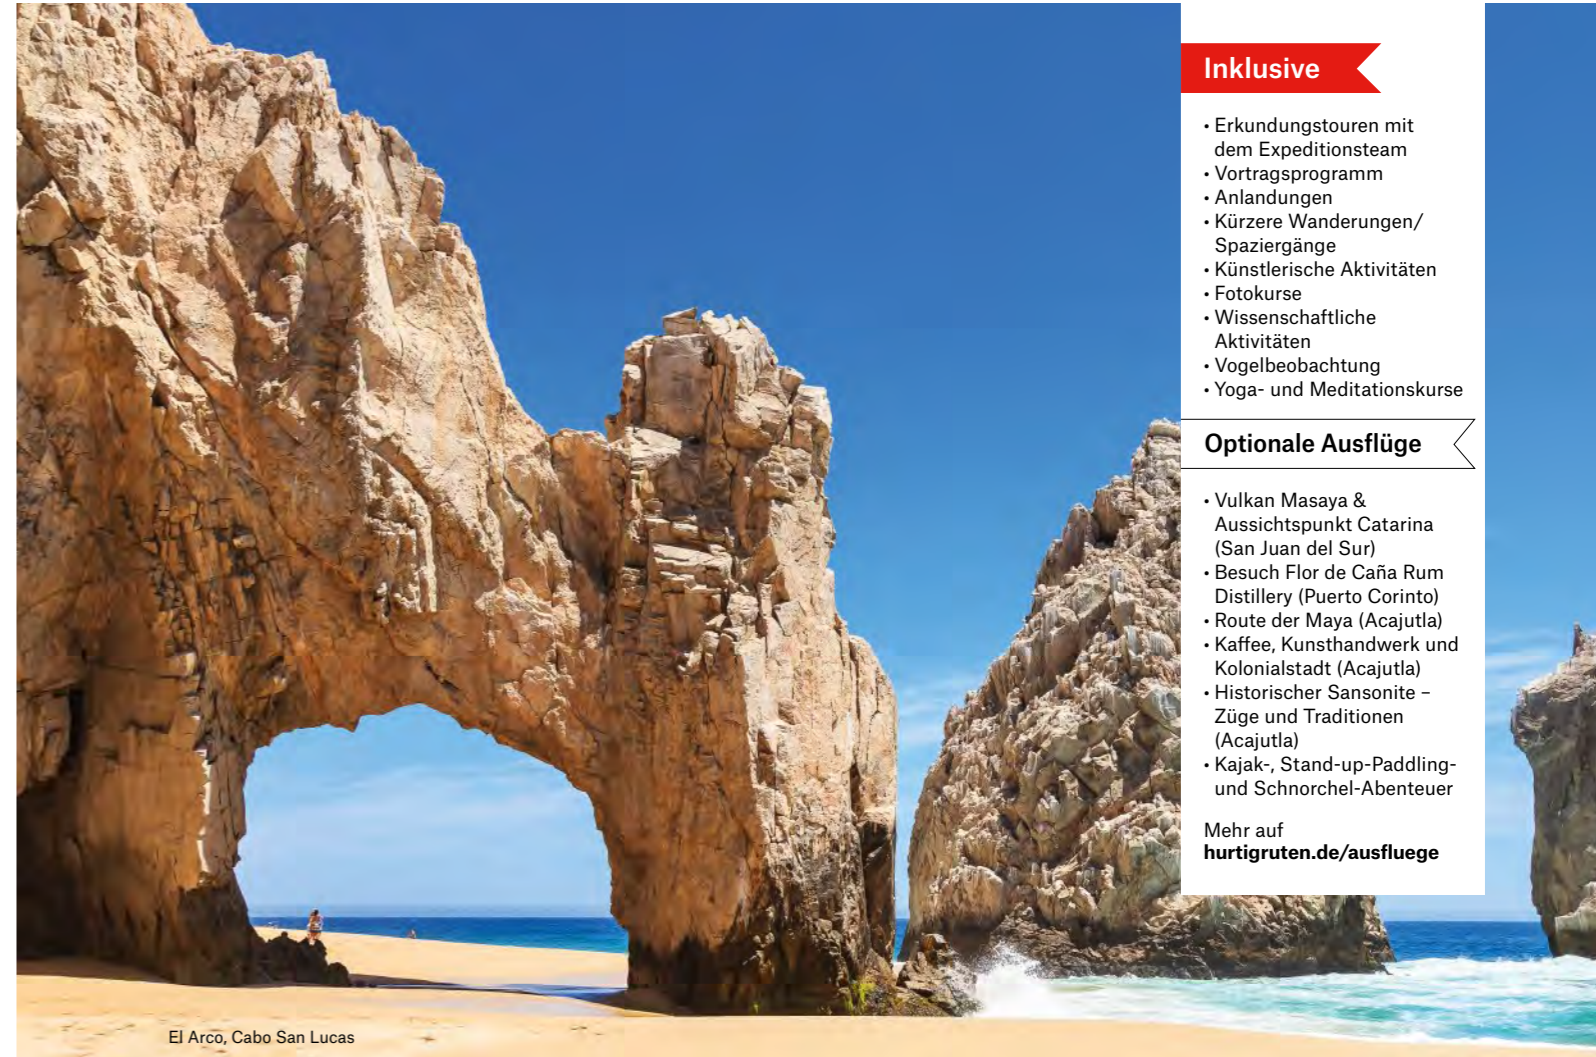 Inklusive
• Erkundungstouren mit
dem Expeditionsteam
• Vortragsprogramm
• Anlandungen
• Kürzere Wanderungen/
Spaziergänge
• Künstlerische Aktivitäten
• Fotokurse
• Wissenschaftliche
Aktivitäten
• Vogelbeobachtung
• Yoga- und Meditationskurse
Optionale Ausflüge
• Vulkan Masaya &
Aussichtspunkt Catarina
(San Juan del Sur)
• Besuch Flor de Caña Rum
Distillery (Puerto Corinto)
• Route der Maya (Acajutla)
• Kaffee, Kunsthandwerk und
Kolonialstadt (Acajutla)
• Historischer Sansonite –
Züge und Traditionen
(Acajutla)
• Kajak-, Stand-up-Paddling-
und Schnorchel-Abenteuer
Mehr auf
hurtigruten.de/ausfluege
El Arco, Cabo San Lucas